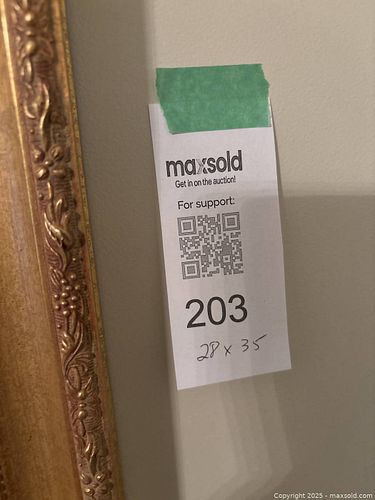 maxsold
Get in on the auction!
For support:
203
28 x 35
Copyright © 2025 - maxsold.com